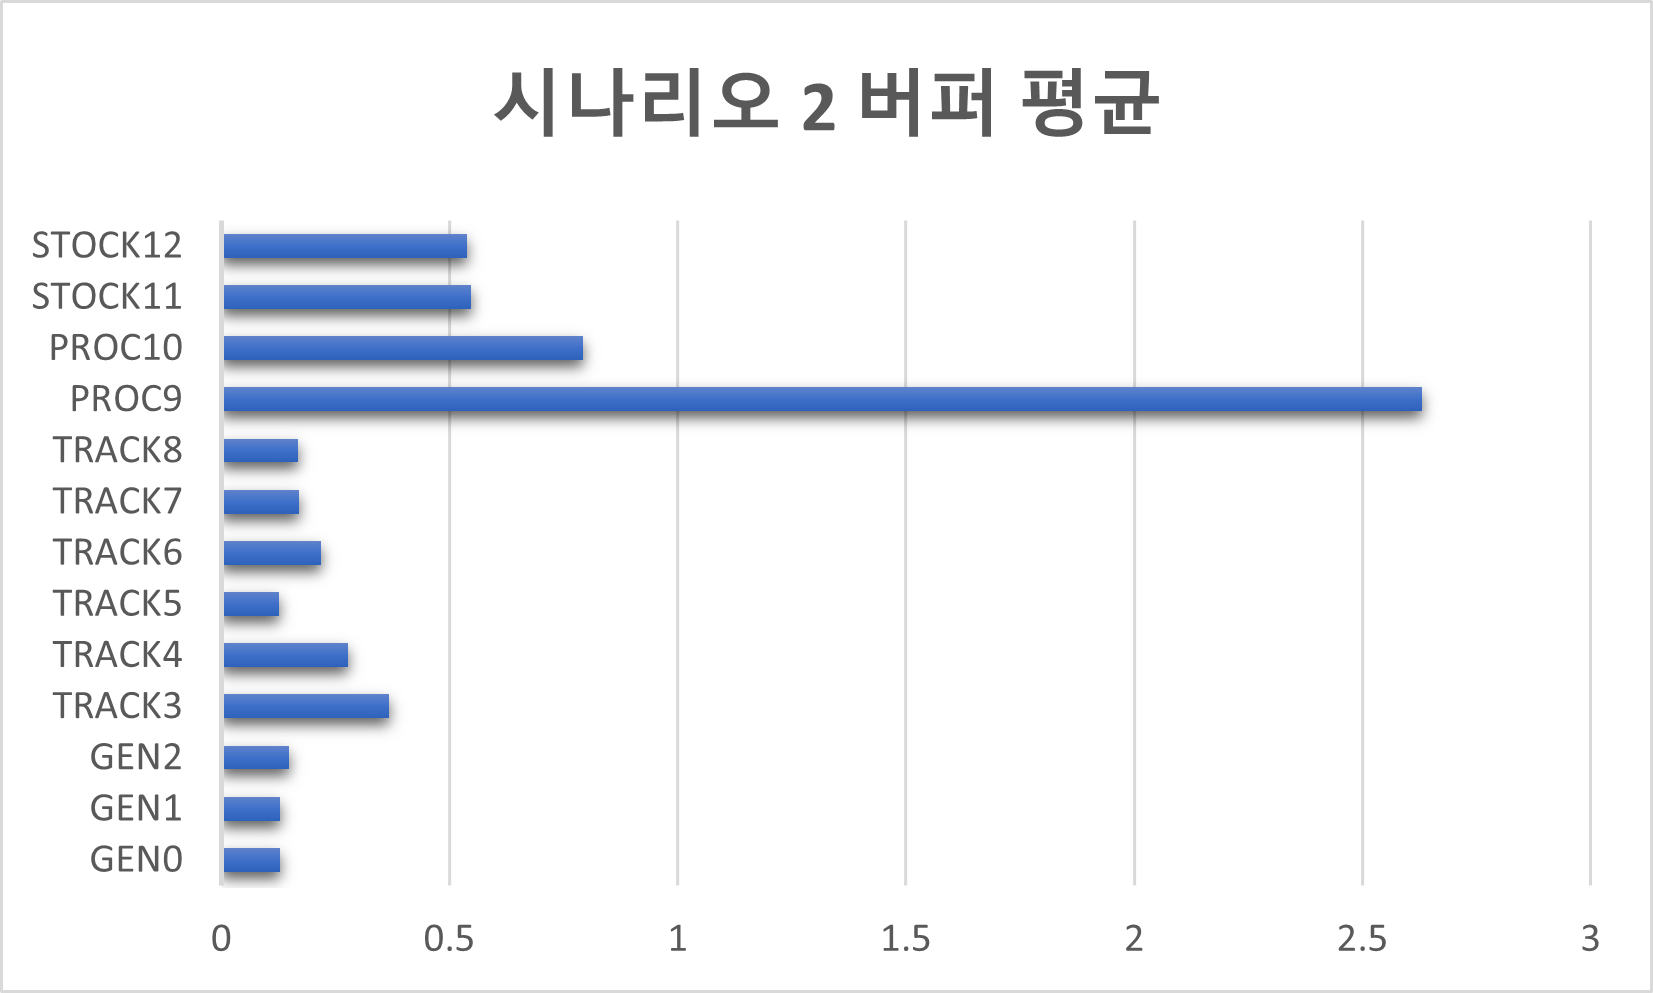 시나리오 2 버퍼 평균
STOCK12
STOCK11
PROC10
PROC9
TRACK8
TRACK7
TRACK6
TRACK5
TRACK4
TRACK3
GEN2
GEN1
GEN0
0 0.5 1 1.5 2 2.5 3